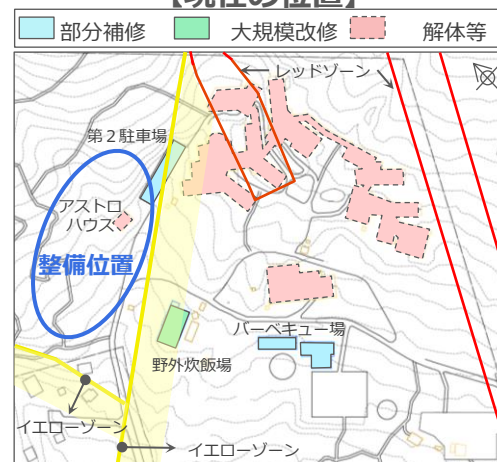 【現在の位置】
部分補修 大規模改修 解体等
レッドゾーン
第２駐車場
アストロ
ハウス
整備位置
バーベキュー場
野外炊飯場
イエローゾーン
イエローゾーン